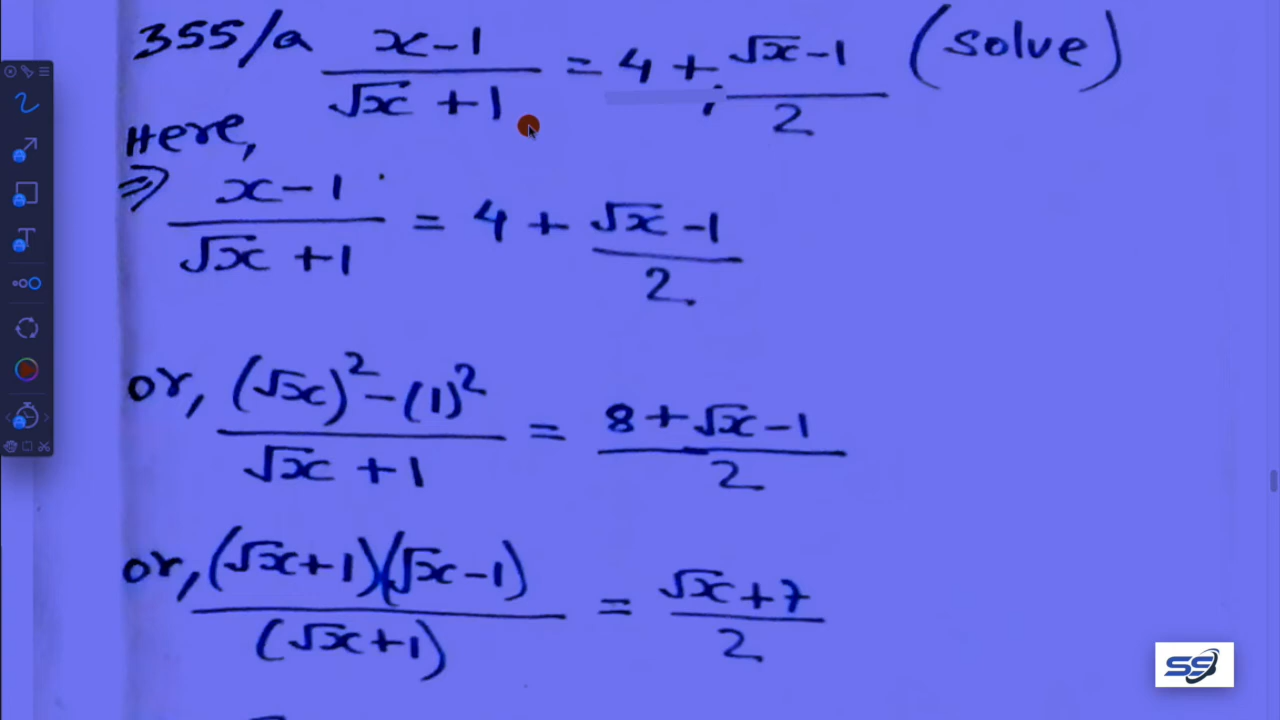 355/a (x-1)/(√x +1) = 4 + (√x-1)/2 (solve)
Here,
⇒ (x-1)/(√x +1) = 4 + (√x -1)/2
or, ((√x)² - (1)²)/(√x +1) = (8+√x-1)/2
or, ((√x+1)(√x-1))/((√x+1)) = (√x+7)/2
SS